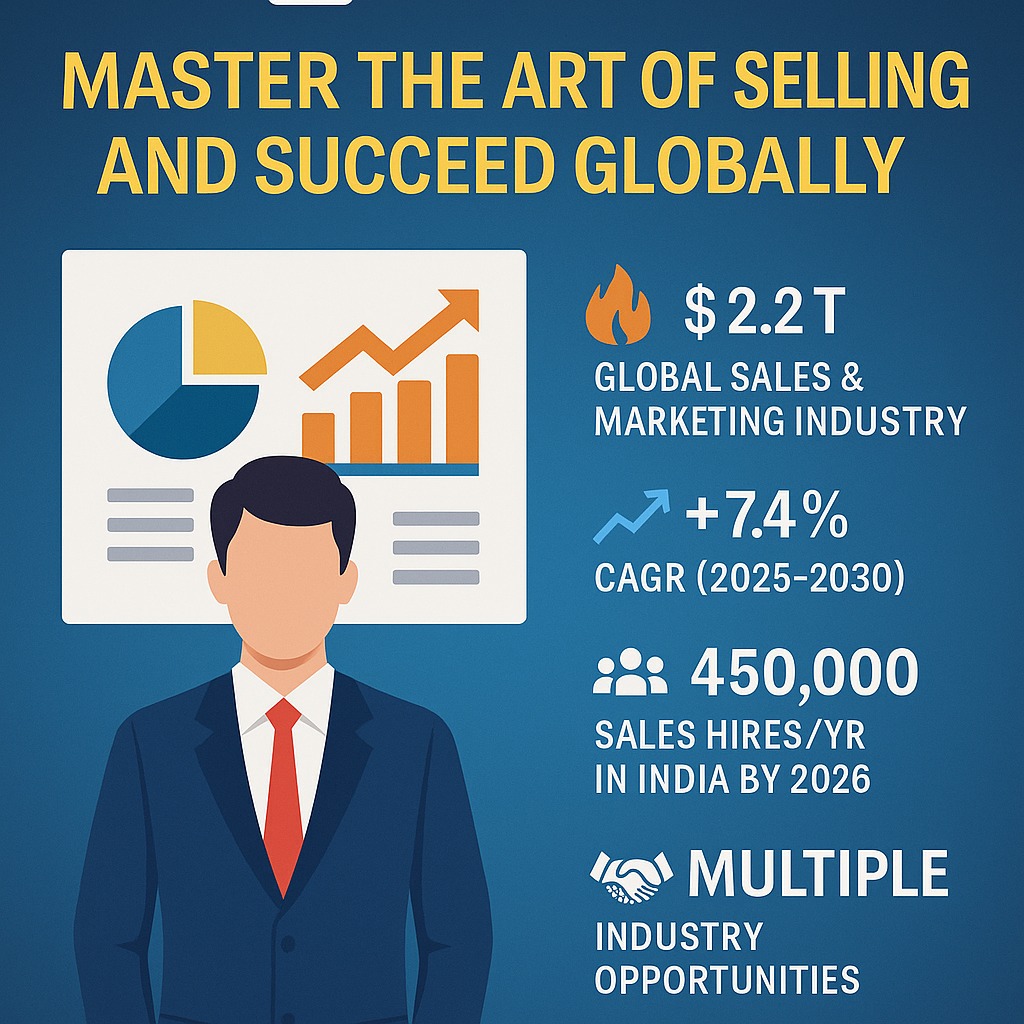 MASTER THE ART OF SELLING
AND SUCCEED GLOBALLY
$2.2T
GLOBAL SALES &
MARKETING INDUSTRY
+7.4%
CAGR (2025–2030)
450,000
SALES HIRES/YR
IN INDIA BY 2026
MULTIPLE
INDUSTRY
OPPORTUNITIES